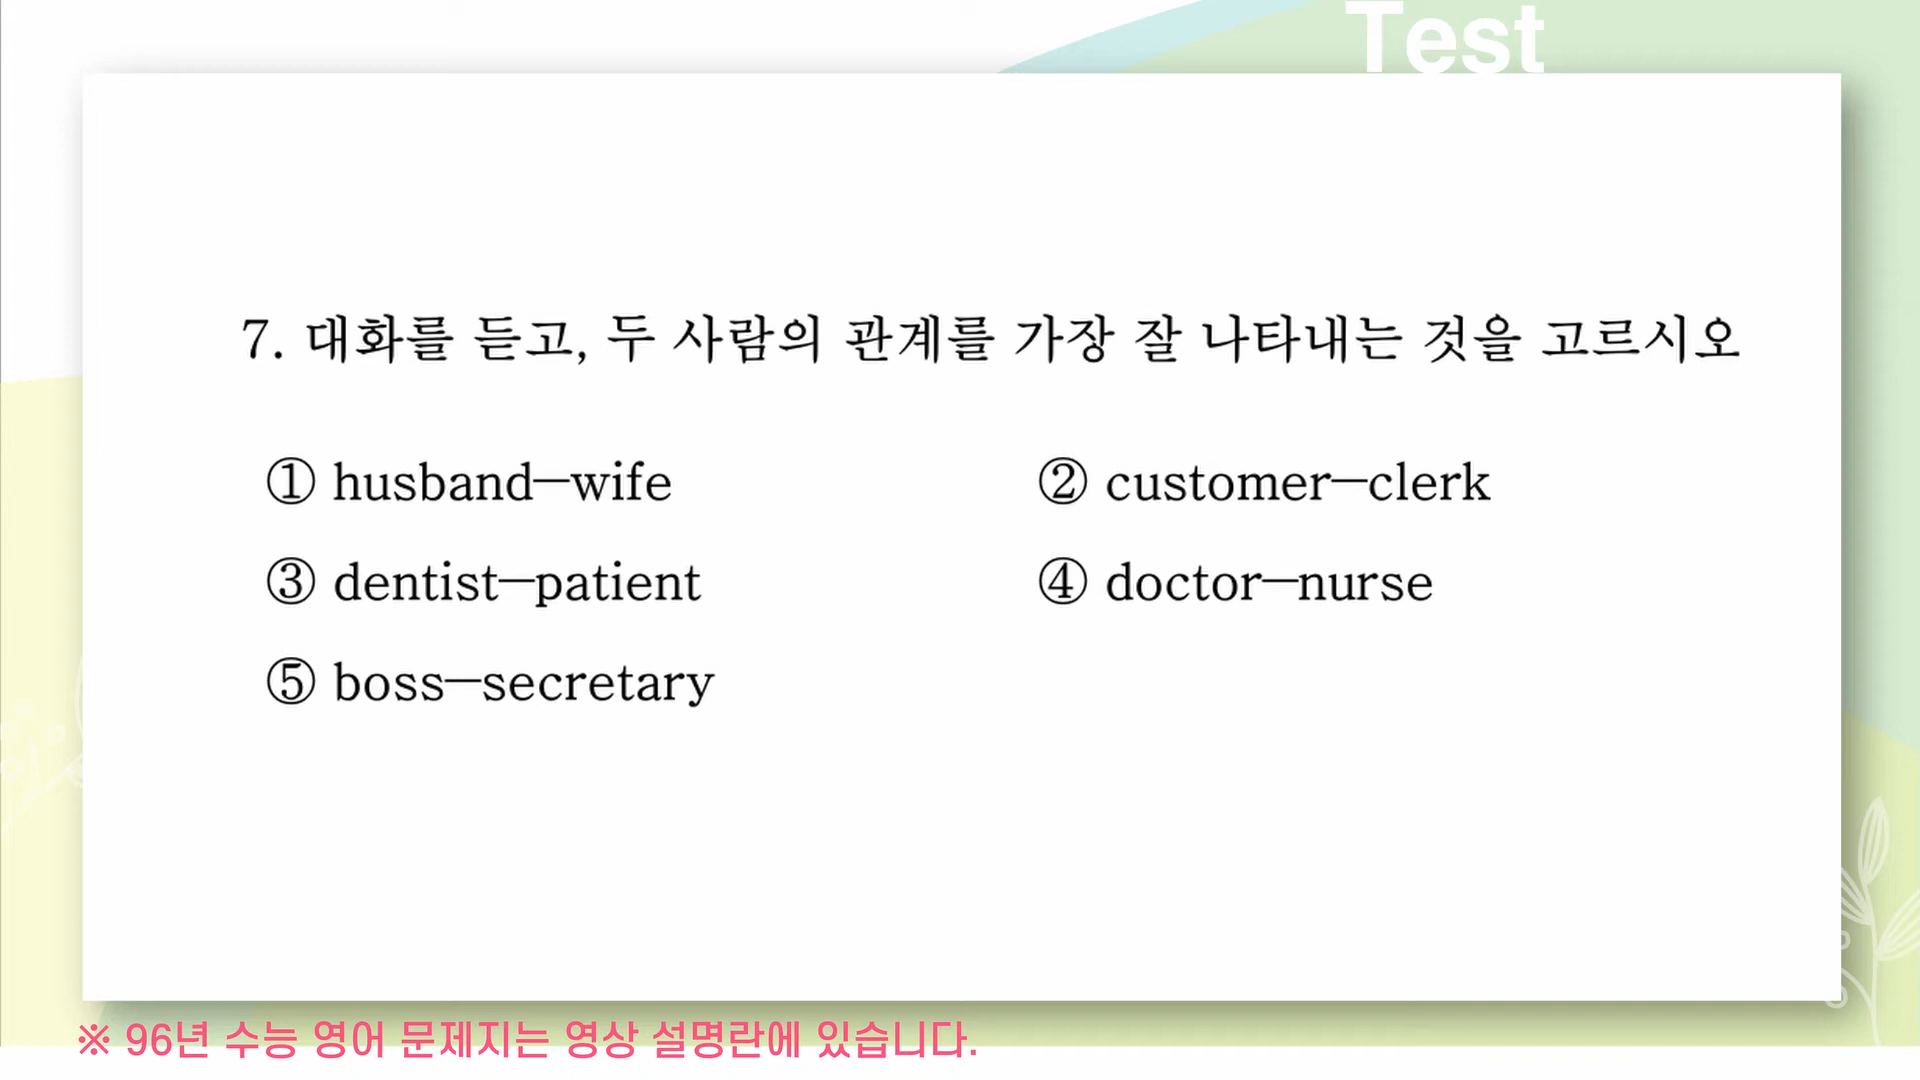 Test
7. 대화를 듣고, 두 사람의 관계를 가장 잘 나타내는 것을 고르시오
① husband—wife
② customer—clerk
③ dentist—patient
④ doctor—nurse
⑤ boss—secretary
※ 96년 수능 영어 문제지는 영상 설명란에 있습니다.